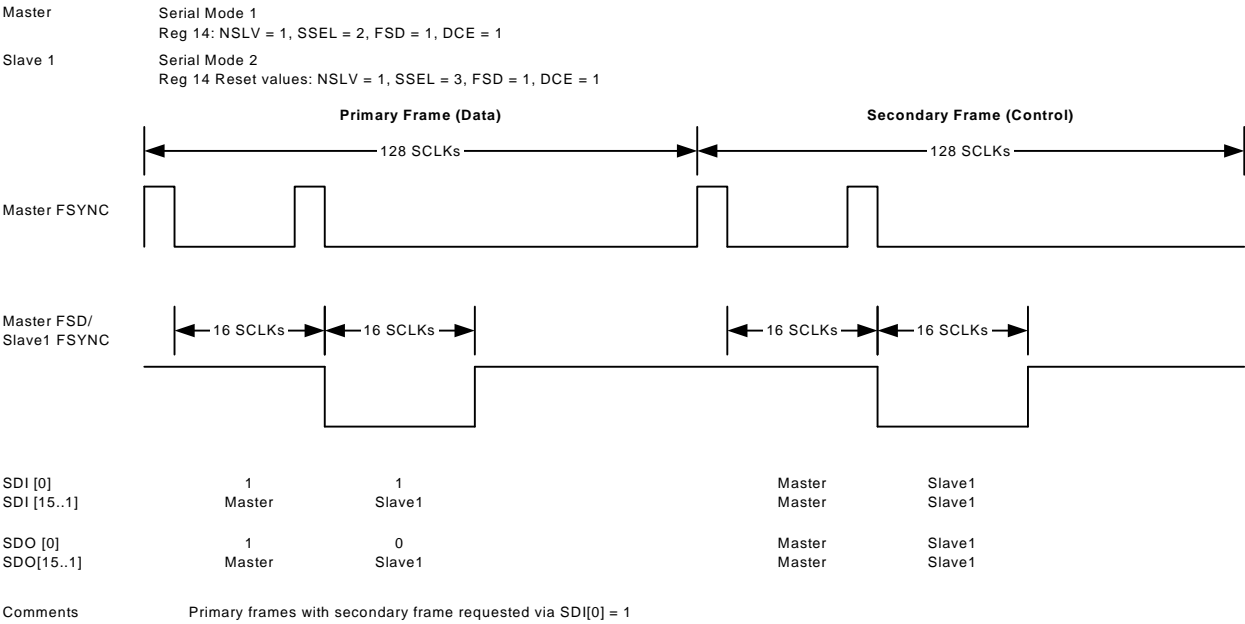 Master Serial Mode 1
Reg 14: NSLV = 1, SSEL = 2, FSD = 1, DCE = 1
Slave 1 Serial Mode 2
Reg 14 Reset values: NSLV = 1, SSEL = 3, FSD = 1, DCE = 1
Primary Frame (Data) Secondary Frame (Control)
128 SCLKs 128 SCLKs
Master FSYNC
Master FSD/
Slave1 FSYNC
16 SCLKs 16 SCLKs 16 SCLKs 16 SCLKs
SDI [0] 1 1 Master Slave1
SDI [15..1] Master Slave1 Master Slave1
SDO [0] 1 0 Master Slave1
SDO[15..1] Master Slave1 Master Slave1
Comments Primary frames with secondary frame requested via SDI[0] = 1